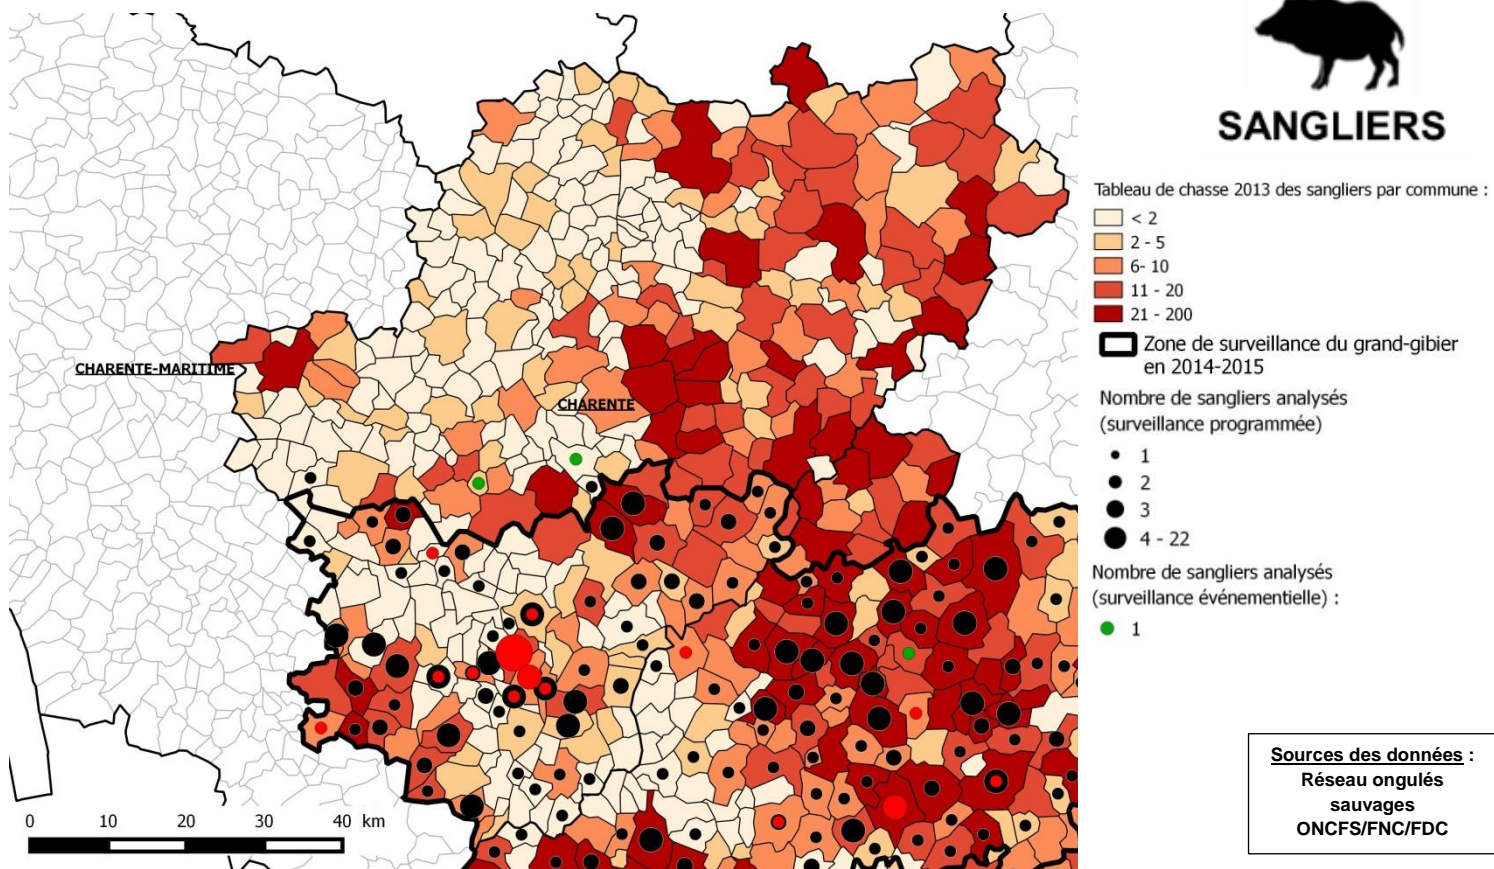 SANGLIERS
Tableau de chasse 2013 des sangliers par commune :
< 2
2 - 5
6- 10
11 - 20
21 - 200
Zone de surveillance du grand-gibier
en 2014-2015
Nombre de sangliers analysés
(surveillance programmée)
1
2
3
4 - 22
Nombre de sangliers analysés
(surveillance événementielle) :
1
CHARENTE-MARITIME
CHARENTE
0 10 20 30 40 km
Sources des données :
Réseau ongulés
sauvages
ONCFS/FNC/FDC